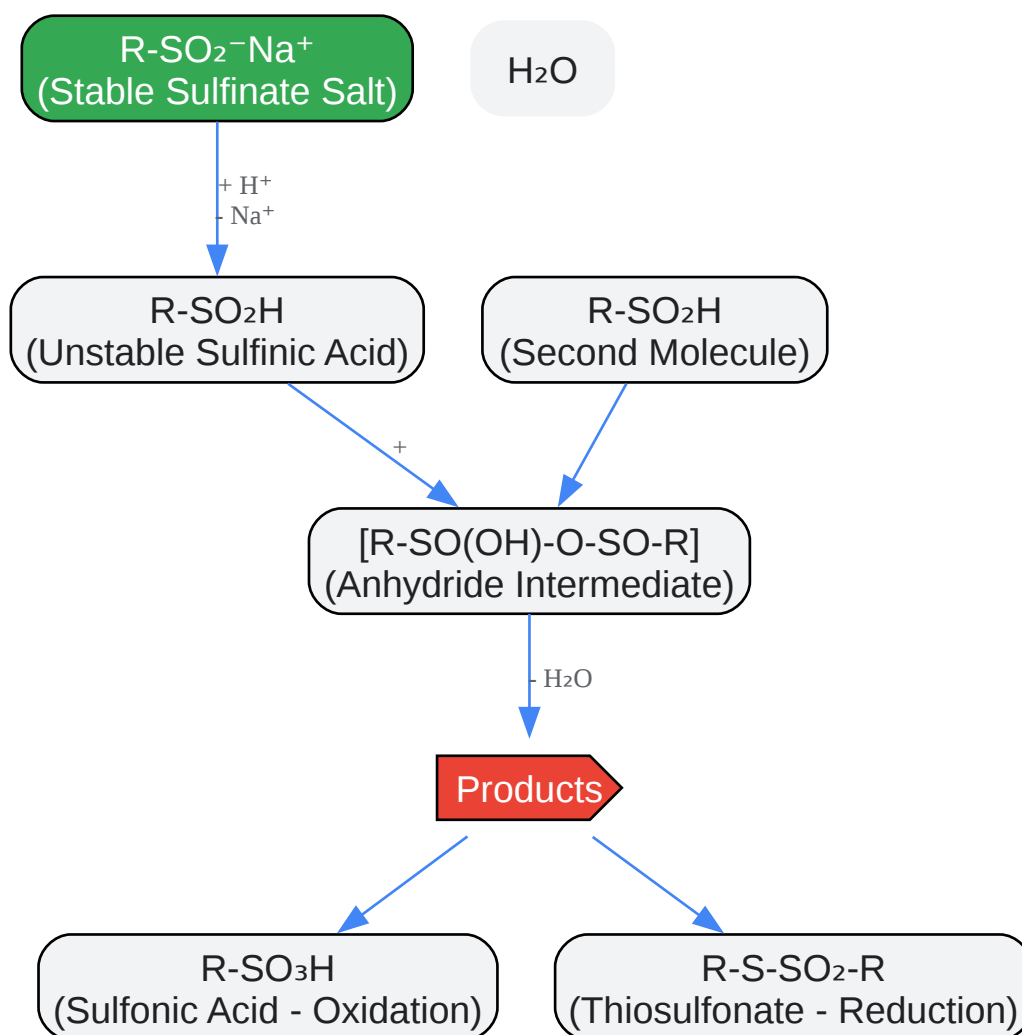 R-SO₂⁻Na⁺
(Stable Sulfinate Salt)
H₂O
+ H⁺
- Na⁺
R-SO₂H
(Unstable Sulfinic Acid)
R-SO₂H
(Second Molecule)
+
[R-SO(OH)-O-SO-R]
(Anhydride Intermediate)
- H₂O
Products
R-SO₃H
(Sulfonic Acid - Oxidation)
R-S-SO₂-R
(Thiosulfonate - Reduction)